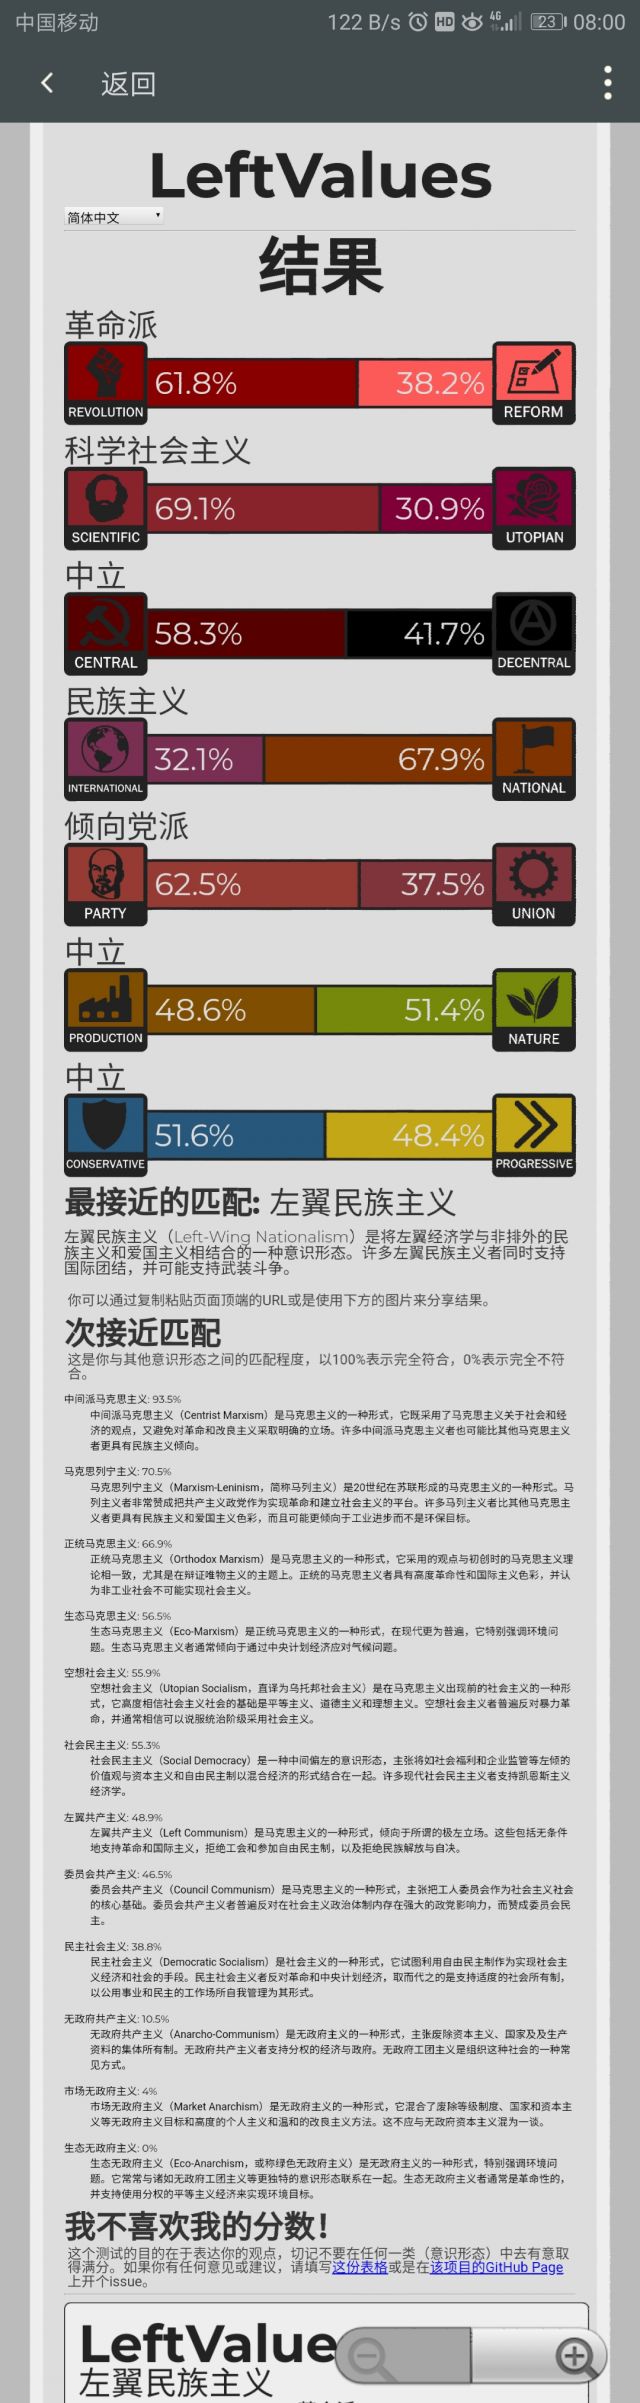 中国移动 122 B/s HD 4G 23 08:00
返回
LeftValues
简体中文
结果
革命派
REVOLUTION 61.8% 38.2% REFORM
科学社会主义
SCIENTIFIC 69.1% 30.9% UTOPIAN
中立
CENTRAL 58.3% 41.7% DECENTRAL
民族主义
INTERNATIONAL 32.1% 67.9% NATIONAL
倾向党派
PARTY 62.5% 37.5% UNION
中立
PRODUCTION 48.6% 51.4% NATURE
中立
CONSERVATIVE 51.6% 48.4% PROGRESSIVE
最接近的匹配: 左翼民族主义
左翼民族主义（Left-Wing Nationalism）是将左翼经济学与非排外的民
族主义和爱国主义相结合的一种意识形态。许多左翼民族主义者同时支持
国际团结，并可能支持武装斗争。
你可以通过复制粘贴页面顶端的URL或是使用下方的图片来分享结果。
次接近匹配
这是你与其他意识形态之间的匹配程度，以100%表示完全符合，0%表示完全不符
合。
中间派马克思主义: 93.5%
中间派马克思主义（Centrist Marxism）是马克思主义的一种形式，它既采用了马克思主义关于社会和经
济的观点，又避免对革命和改良主义采取明确的立场。许多中间派马克思主义者也可能比其他马克思主义
者更具有民族主义倾向。
马克思列宁主义: 70.5%
马克思列宁主义（Marxism-Leninism，简称马列主义）是20世纪在苏联形成的马克思主义的一种形式。马
列主义者非常赞成把共产主义政党作为实现革命和建立社会主义的平台。许多马列主义者比其他马克思主
义者更具有民族主义和爱国主义色彩，而且可能更倾向于工业进步而不是环保目标。
正统马克思主义: 66.9%
正统马克思主义（Orthodox Marxism）是马克思主义的一种形式，它采用的观点与初创时的马克思主义理
论相一致，尤其是在辩证唯物主义的主题上。正统的马克思主义者具有高度革命性和国际主义色彩，并认
为非工业社会不可能实现社会主义。
生态马克思主义: 56.5%
生态马克思主义（Eco-Marxism）是正统马克思主义的一种形式，在现代更为普遍，它特别强调环境问
题。生态马克思主义者通常倾向于通过中央计划经济应对气候问题。
空想社会主义: 55.9%
空想社会主义（Utopian Socialism，直译为乌托邦社会主义）是在马克思主义出现前的社会主义的一种形
式，它高度相信社会主义社会的基础是平等主义、道德主义和理想主义。空想社会主义者普遍反对暴力革
命，并通常相信可以说服统治阶级采用社会主义。
社会民主主义: 55.3%
社会民主主义（Social Democracy）是一种中间偏左的意识形态，主张将如社会福利和企业监管等左倾的
价值观与资本主义和自由民主制以混合经济的形式结合在一起。许多现代社会民主主义者支持凯恩斯主义
经济学。
左翼共产主义: 48.9%
左翼共产主义（Left Communism）是马克思主义的一种形式，倾向于所谓的极左立场。这些包括无条件
地支持革命和国际主义，拒绝工会和参加自由民主制，以及拒绝民族解放与自决。
委员会共产主义: 46.5%
委员会共产主义（Council Communism）是马克思主义的一种形式，主张把工人委员会作为社会主义社会
的核心基础。委员会共产主义者普遍反对在社会主义政治体制内存在强大的政党影响力，而赞成委员会民
主。
民主社会主义: 38.8%
民主社会主义（Democratic Socialism）是社会主义的一种形式，它试图利用自由民主制作为实现社会主
义经济和社会的手段。民主社会主义者反对革命和中央计划经济，取而代之的是支持适度的社会所有制，
以公用事业和民主的工作场所自我管理为其形式。
无政府共产主义: 10.5%
无政府共产主义（Anarcho-Communism）是无政府主义的一种形式，主张废除资本主义、国家及及生产
资料的集体所有制。无政府共产主义者支持分权的经济与政府。无政府工团主义是组织这种社会的一种常
见方式。
市场无政府主义: 4%
市场无政府主义（Market Anarchism）是无政府主义的一种形式，它混合了废除等级制度、国家和资本主
义等无政府主义目标和高度的个人主义和温和的改良主义方法。这不应与无政府资本主义混为一谈。
生态无政府主义: 0%
生态无政府主义（Eco-Anarchism，或称绿色无政府主义）是无政府主义的一种形式，特别强调环境问
题。它常常与诸如无政府工团主义等更独特的意识形态联系在一起。生态无政府主义者通常是革命性的，
并支持使用分权的平等主义经济来实现环境目标。
我不喜欢我的分数！
这个测试的目的在于表达你的观点，切记不要在任何一类（意识形态）中去有意取
得满分。如果你有任何意见或建议，请填写这份表格或是在该项目的GitHub Page
上开个issue。
LeftValue
左翼民族主义